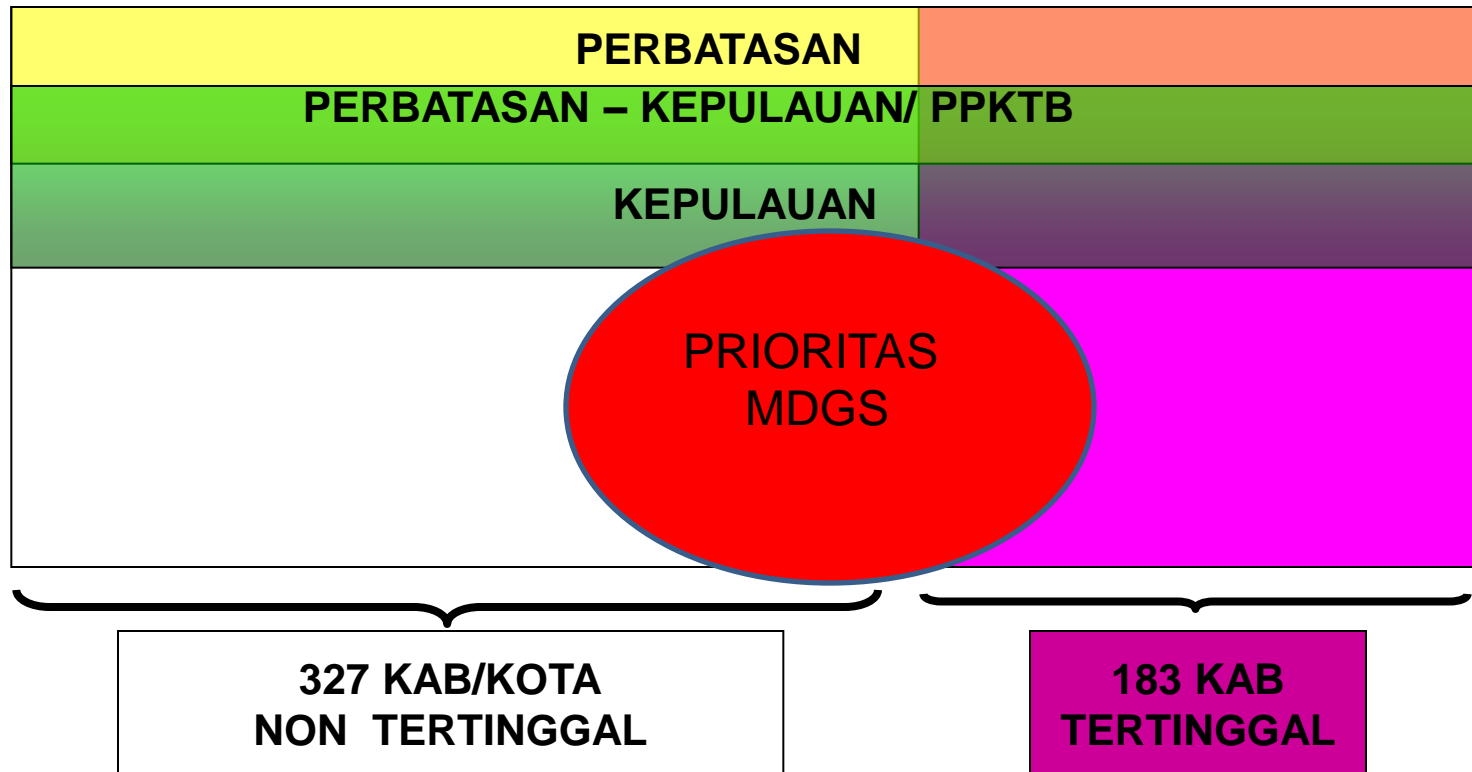 PERBATASAN
PERBATASAN – KEPULAUAN/ PPKTB
KEPULAUAN
PRIORITAS
MDGS
327 KAB/KOTA
NON TERTINGGAL
183 KAB
TERTINGGAL